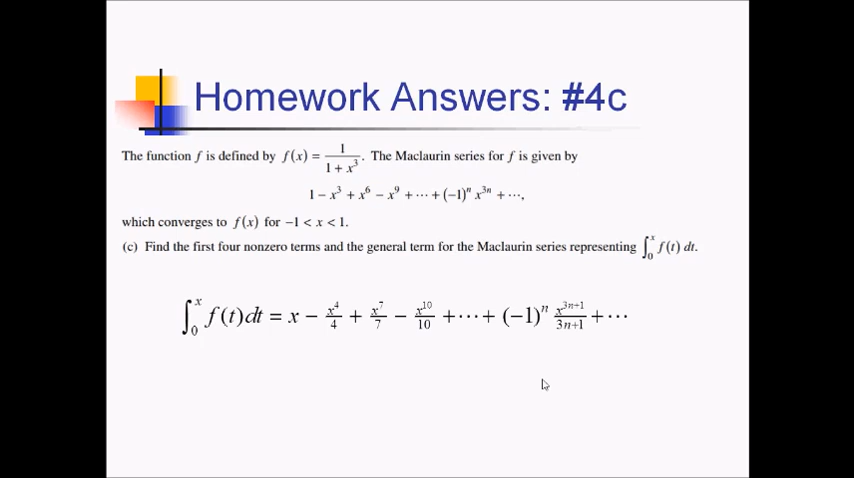 Homework Answers: #4c
The function f is defined by f(x) = 1/(1 + x³). The Maclaurin series for f is given by
1 − x³ + x⁶ − x⁹ + ⋯ + (−1)ⁿ x³ⁿ + ⋯,
which converges to f(x) for −1 < x < 1.
(c) Find the first four nonzero terms and the general term for the Maclaurin series representing ∫₀ˣ f(t) dt.
∫₀ˣ f(t)dt = x − x⁴/4 + x⁷/7 − x¹⁰/10 + ⋯ + (−1)ⁿ x³ⁿ⁺¹/(3n+1) + ⋯